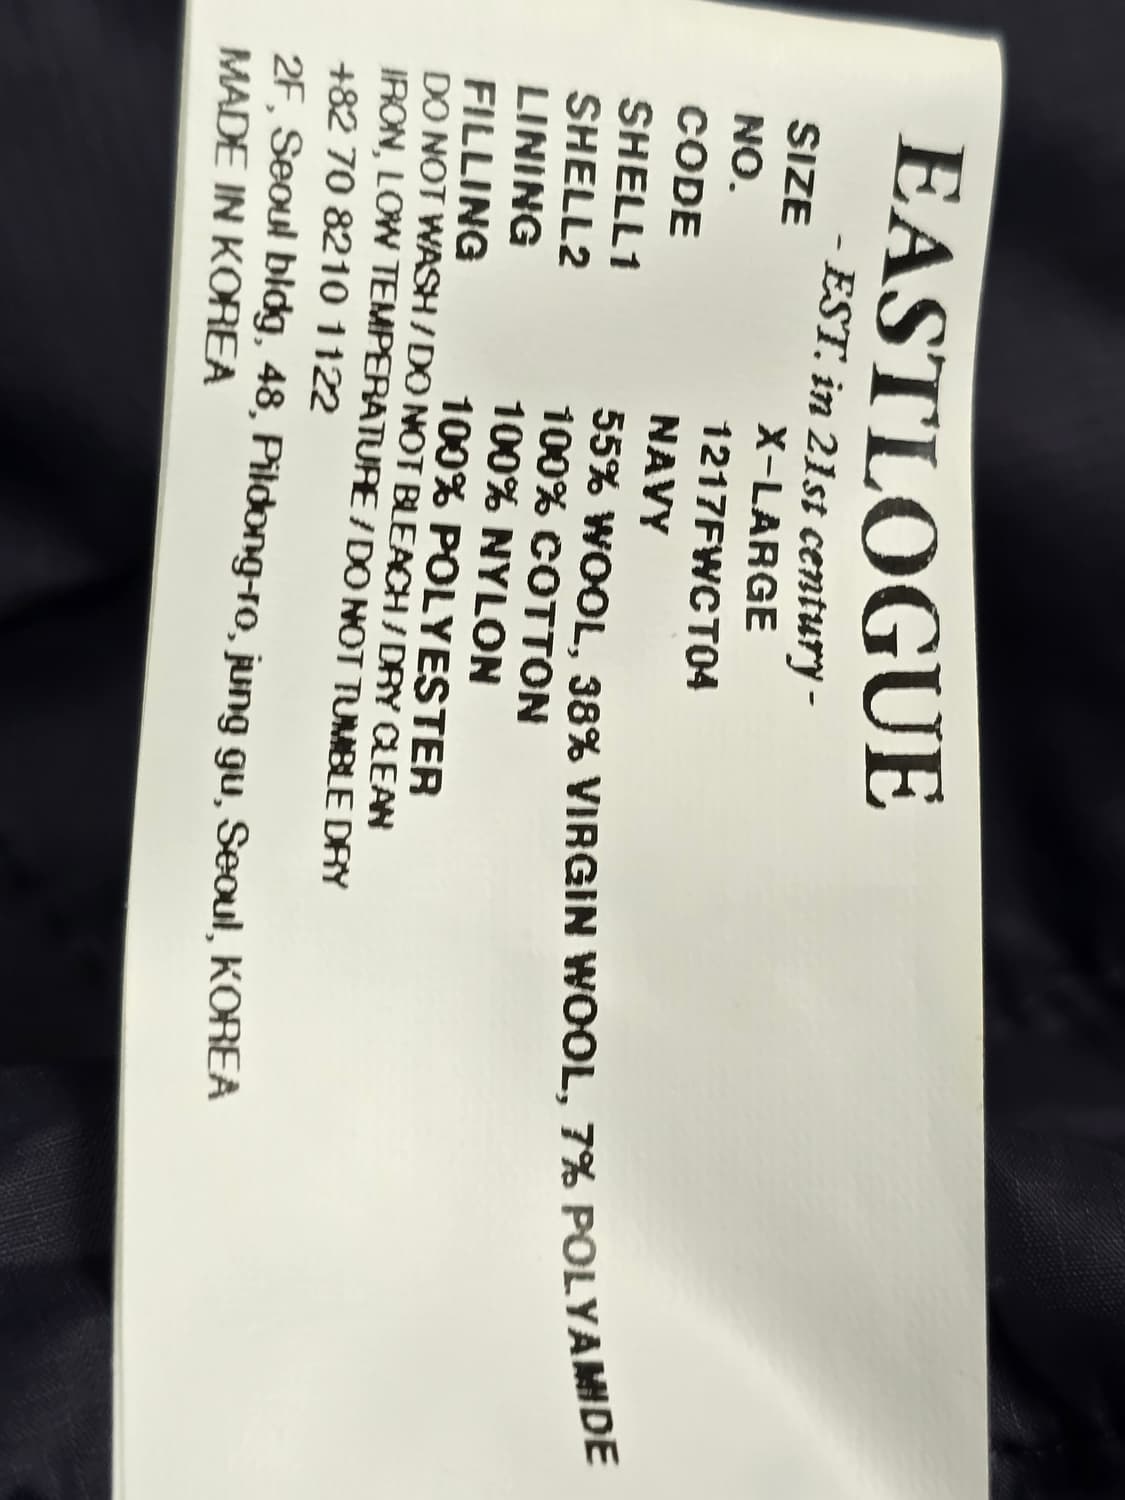 EASTLOGUE
- EST. in 21st century -
SIZE X-LARGE
NO. 1217FWCT04
CODE NAVY
SHELL1 55% WOOL, 38% VIRGIN WOOL, 7% POLYAMIDE
SHELL2 100% COTTON
LINING 100% NYLON
FILLING 100% POLYESTER
DO NOT WASH / DO NOT BLEACH / DRY CLEAN
IRON, LOW TEMPERATURE / DO NOT TUMBLE DRY
+82 70 8210 1122
2F, Seoul bldg, 48, Pildong-ro, jung gu, Seoul, KOREA
MADE IN KOREA